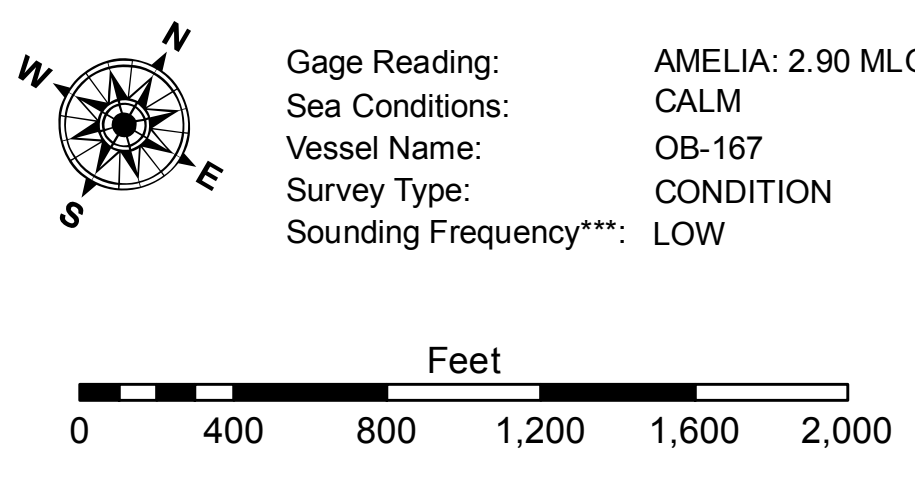 N
W
E
S
Gage Reading: AMELIA: 2.90
Sea Conditions: CALM
Vessel Name: OB-167
Survey Type: CONDITION
Sounding Frequency***: LOW
Feet
0 400 800 1,200 1,600 2,000